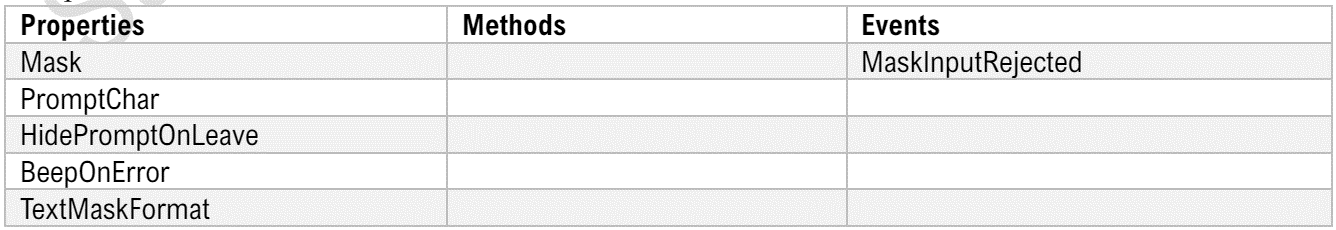 Properties Methods Events
Mask MaskInputRejected
PromptChar
HidePromptOnLeave
BeepOnError
TextMaskFormat